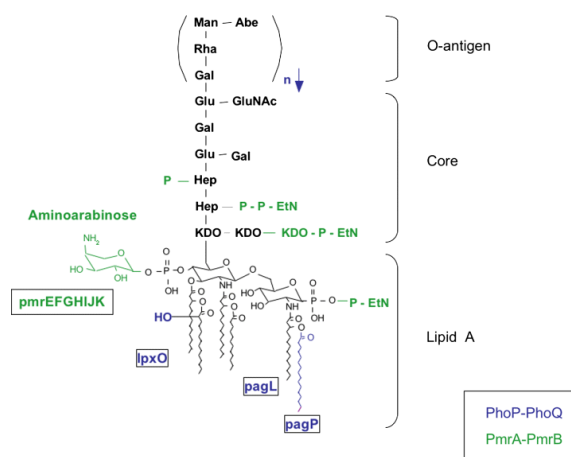 Man – Abe
Rha
O-antigen
Gal
n
Glu – GluNAc
Gal
Glu – Gal
Core
P – Hep
Hep – P - P - EtN
Aminoarabinose
KDO – KDO – KDO - P - EtN
NH2
O
HO
OH
O
P
OH
O
O
O
O
HO
HO
NH
O
O
NH
O
P
OH
O
P - EtN
pmrEFGHIJK
HO
O
O
O
O
O
O
O
Lipid A
lpxO
pagL
pagP
PhoP-PhoQ
PmrA-PmrB